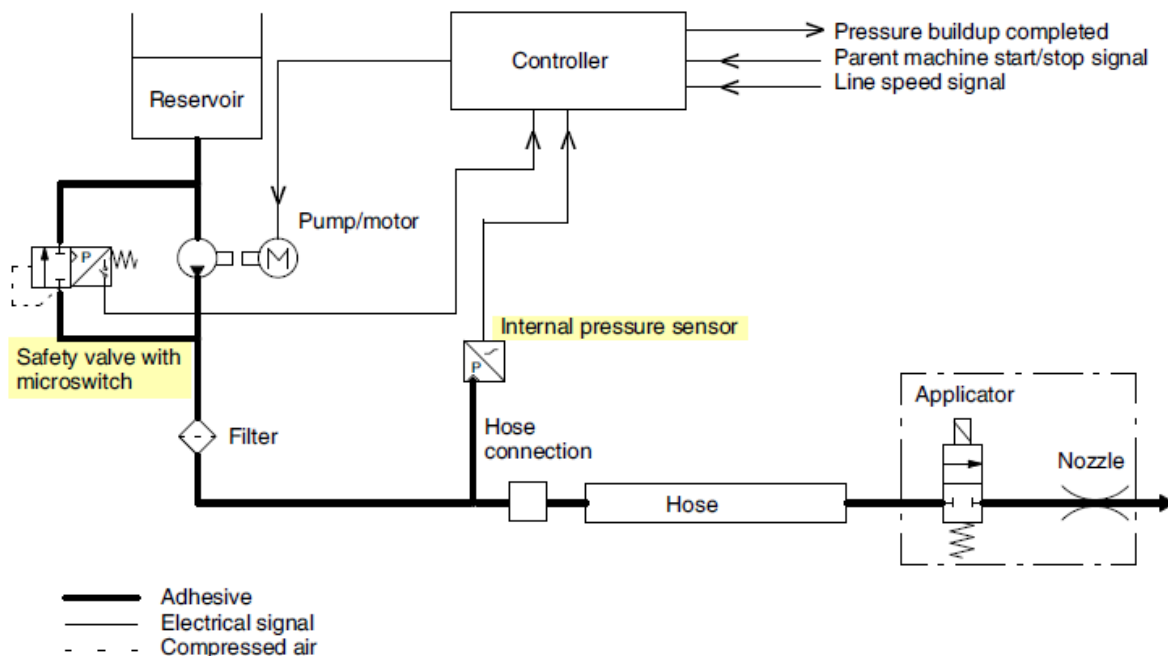 Pressure buildup completed
Controller
Parent machine start/stop signal
Line speed signal
Reservoir
Pump/motor
P
M
Internal pressure sensor
P
Safety valve with
microswitch
Filter
Hose
connection
Applicator
Nozzle
Hose
Adhesive
Electrical signal
Compressed air